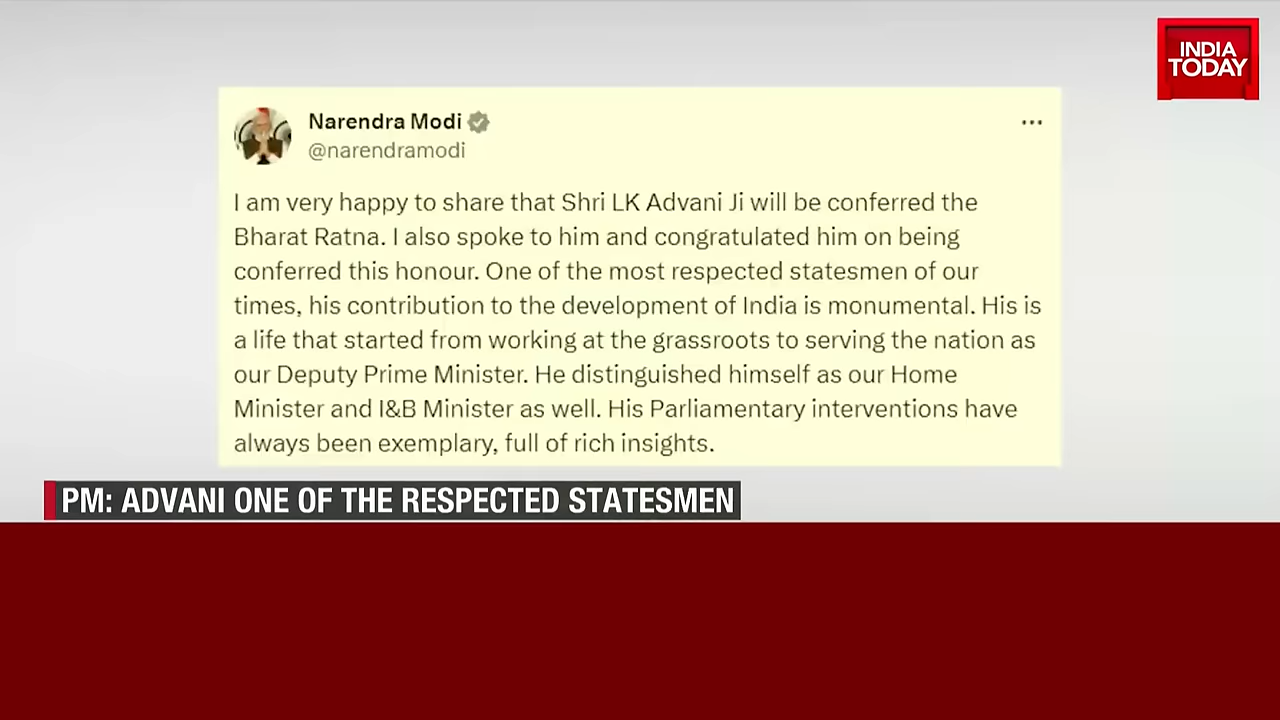 INDIA
TODAY
Narendra Modi
@narendramodi
I am very happy to share that Shri LK Advani Ji will be conferred the
Bharat Ratna. I also spoke to him and congratulated him on being
conferred this honour. One of the most respected statesmen of our
times, his contribution to the development of India is monumental. His is
a life that started from working at the grassroots to serving the nation as
our Deputy Prime Minister. He distinguished himself as our Home
Minister and I&B Minister as well. His Parliamentary interventions have
always been exemplary, full of rich insights.
PM: ADVANI ONE OF THE RESPECTED STATESMEN